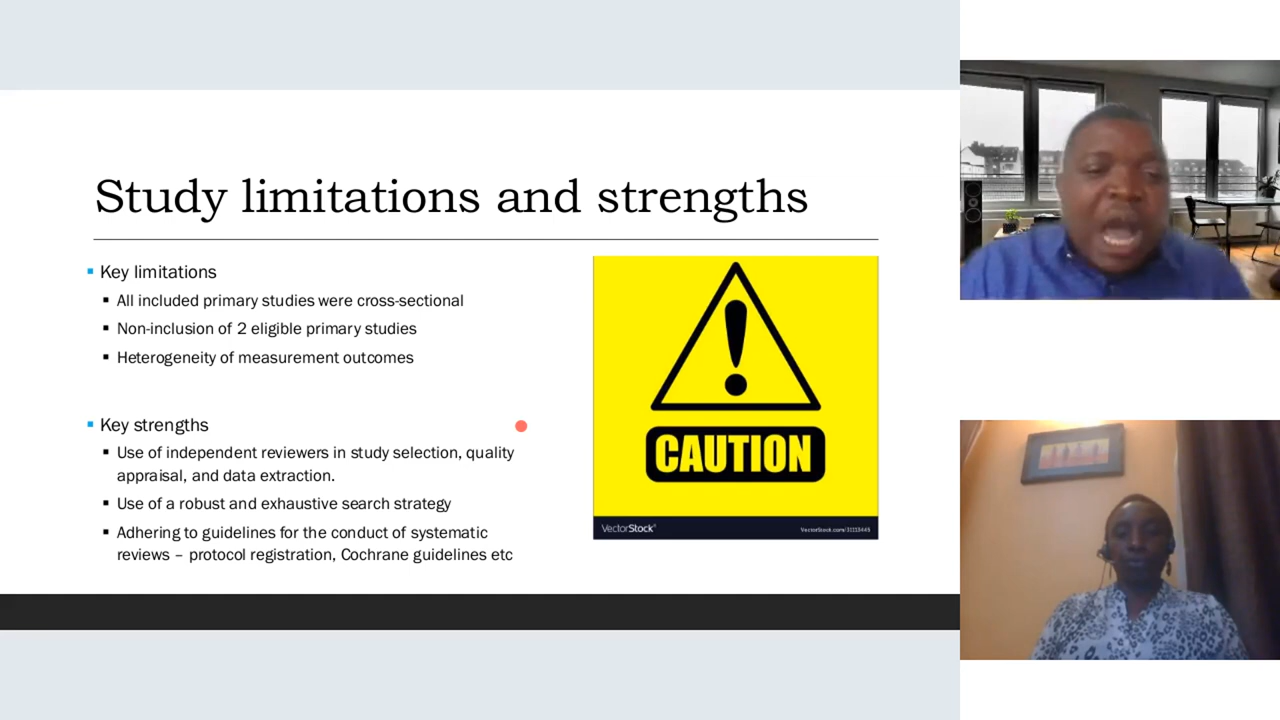 Study limitations and strengths
Key limitations
All included primary studies were cross-sectional
Non-inclusion of 2 eligible primary studies
Heterogeneity of measurement outcomes
Key strengths
Use of independent reviewers in study selection, quality
appraisal, and data extraction.
Use of a robust and exhaustive search strategy
Adhering to guidelines for the conduct of systematic
reviews – protocol registration, Cochrane guidelines etc
CAUTION
VectorStock®
VectorStock.com/31113445